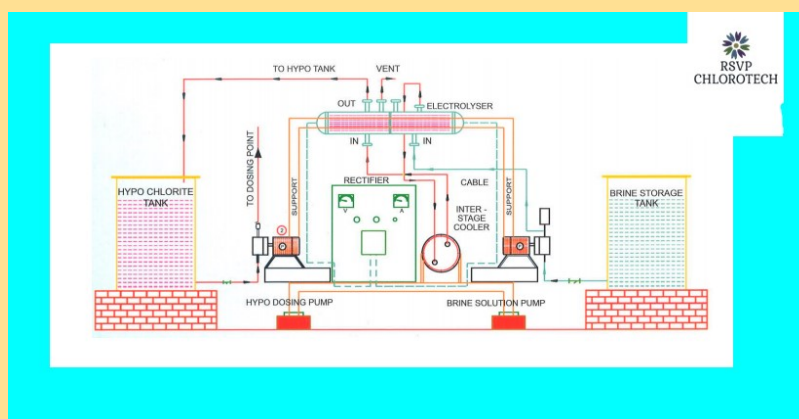 RSVP
CHLOROTECH
TO HYPO TANK
VENT
OUT
ELECTROLYSER
IN
IN
TO DOSING POINT
HYPO CHLORITE
TANK
SUPPORT
RECTIFIER
V
A
CABLE
INTER -
STAGE
COOLER
SUPPORT
BRINE STORAGE
TANK
HYPO DOSING PUMP
BRINE SOLUTION PUMP